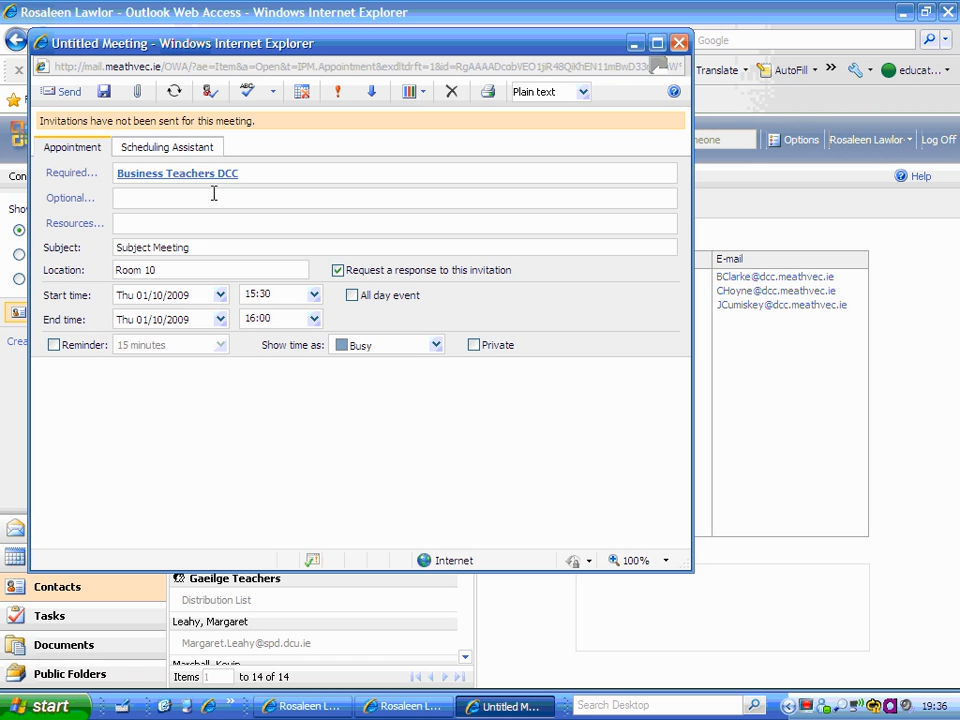 Rosaleen Lawlor - Outlook Web Access - Windows Internet Explorer
Untitled Meeting - Windows Internet Explorer
Google
Translate AutoFill educat...
Send Plain text
Invitations have not been sent for this meeting.
Appointment Scheduling Assistant
Options Rosaleen Lawlor Log Off
Required... Business Teachers DCC
Help
Optional...
Resources...
Subject: Subject Meeting
E-mail
Location: Room 10 Request a response to this invitation
BClarke@dcc.meathvec.ie
CHoyne@dcc.meathvec.ie
JCumiskey@dcc.meathvec.ie
Start time: Thu 01/10/2009 15:30 All day event
End time: Thu 01/10/2009 16:00
Reminder: 15 minutes Show time as: Busy Private
Internet 100%
Contacts
Tasks
Documents
Public Folders
Gaeilge Teachers
Distribution List
Leahy, Margaret
Margaret.Leahy@spd.dcu.ie
Items 1 to 14 of 14
start Rosaleen L... Rosaleen L... Untitled M... Search Desktop 19:36